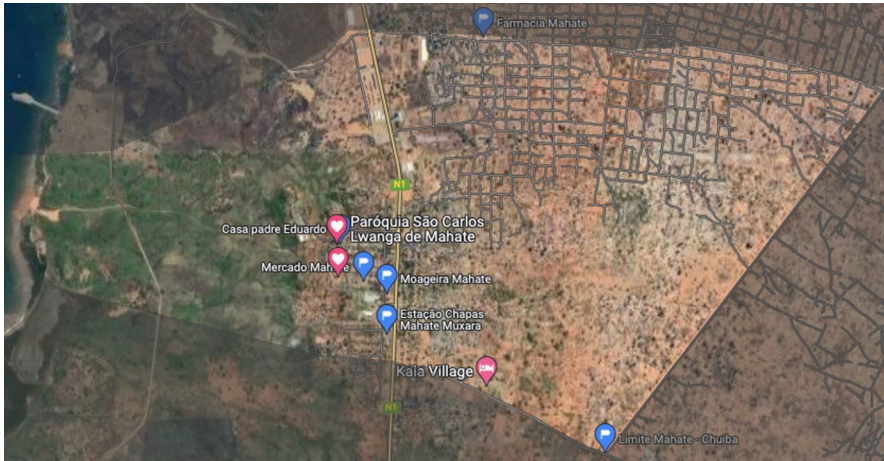 Farmacia Mahate
N1
Casa padre Eduardo
Paróquia São Carlos
Lwanga de Mahate
Mercado Mahate
Moageira Mahate
Estação Chapas
Mahate Muxara
Kaia Village
N1
Limite Mahate - Chuiba